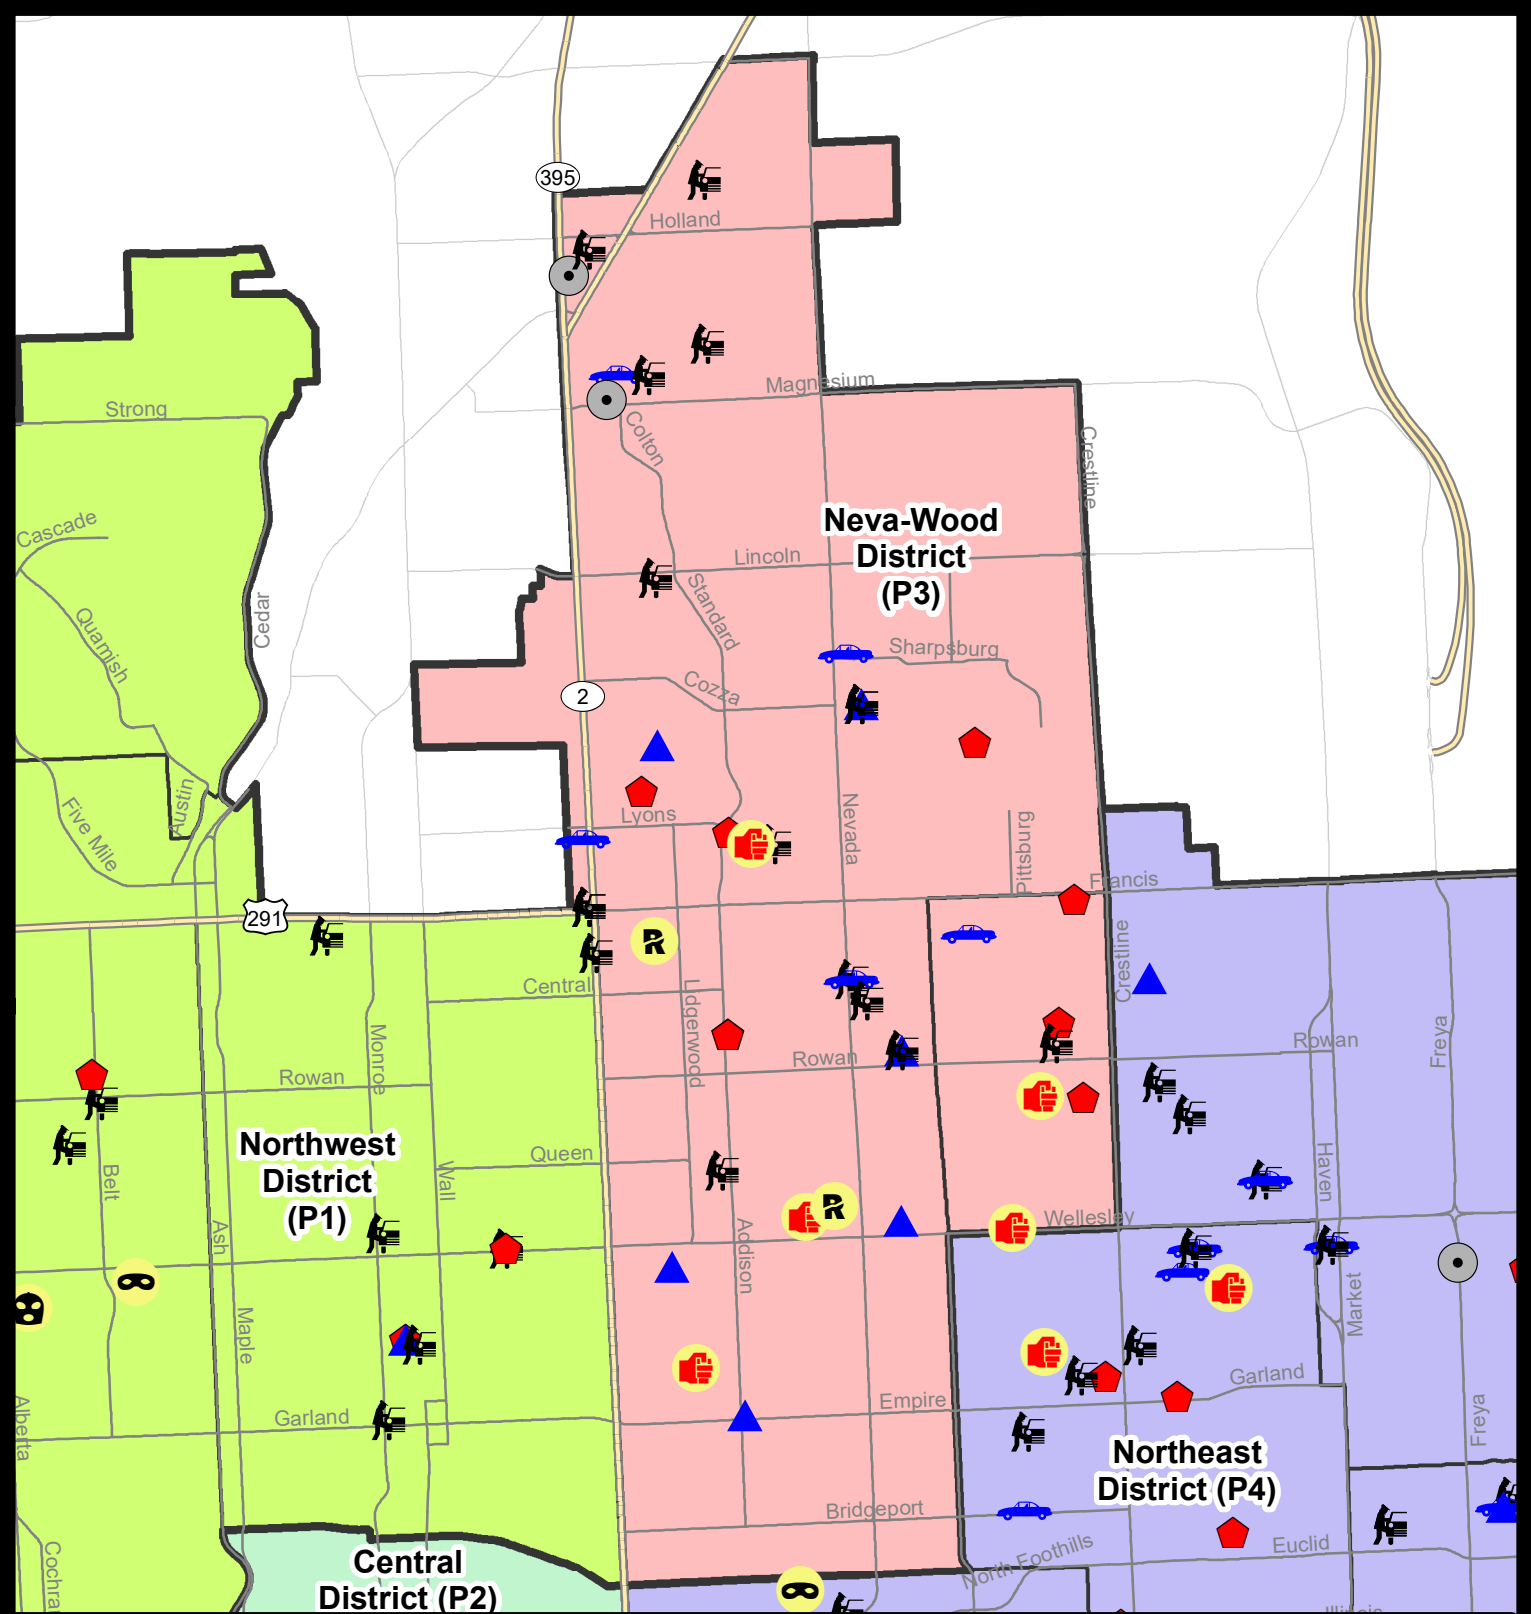 395
Holland
Magnesium
Strong
Colton
Crestline
Cascade
Neva-Wood
District
(P3)
Lincoln
Standard
Cedar
Quamish
Sharpsburg
Cozza
2
Austin
Five Mile
Lyons
Nevada
Pittsburg
Francis
291
Crestline
Central
Lidgerwood
Monroe
Freya
Rowan
Rowan
Rowan
Northwest
District
(P1)
Queen
Belt
Wall
Haven
Ash
Addison
Wellesley
Maple
Market
Alberta
Garland
Empire
Garland
Freya
Northeast
District (P4)
Bridgeport
North Foothills
Euclid
Central
District (P2)
Cochra
Illinois
R
R